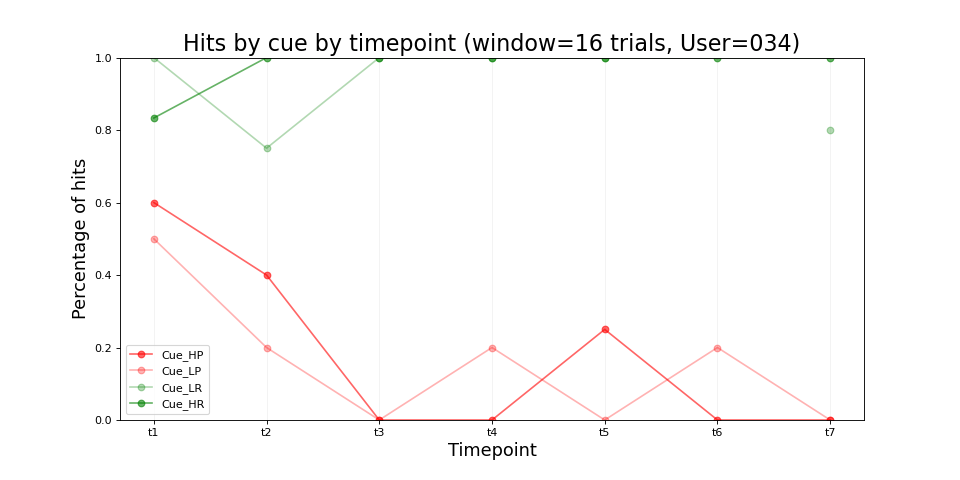 Hits by cue by timepoint (window=16 trials, User=034)
Percentage of hits
1.0
0.8
0.6
0.4
0.2
0.0
Cue_HP
Cue_LP
Cue_LR
Cue_HR
t1 t2 t3 t4 t5 t6 t7
Timepoint